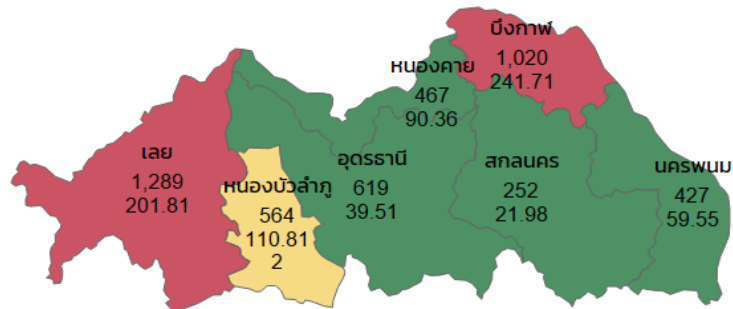 บึงกาฬ
1,020
241.71
หนองคาย
467
90.36
เลย
1,289
201.81
หนองบัวลำภู
564
110.81
2
อุดรธานี
619
39.51
สกลนคร
252
21.98
นครพนม
427
59.55